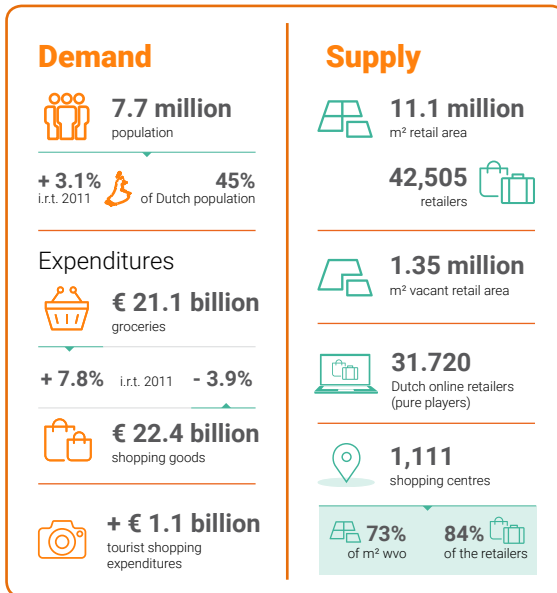 Demand
7.7 million
population
+ 3.1%
i.r.t. 2011
45%
of Dutch population
Expenditures
€ 21.1 billion
groceries
+ 7.8% i.r.t. 2011 - 3.9%
€ 22.4 billion
shopping goods
+ € 1.1 billion
tourist shopping
expenditures
Supply
11.1 million
m² retail area
42,505
retailers
1.35 million
m² vacant retail area
31.720
Dutch online retailers
(pure players)
1,111
shopping centres
73%
of m² wvo
84%
of the retailers